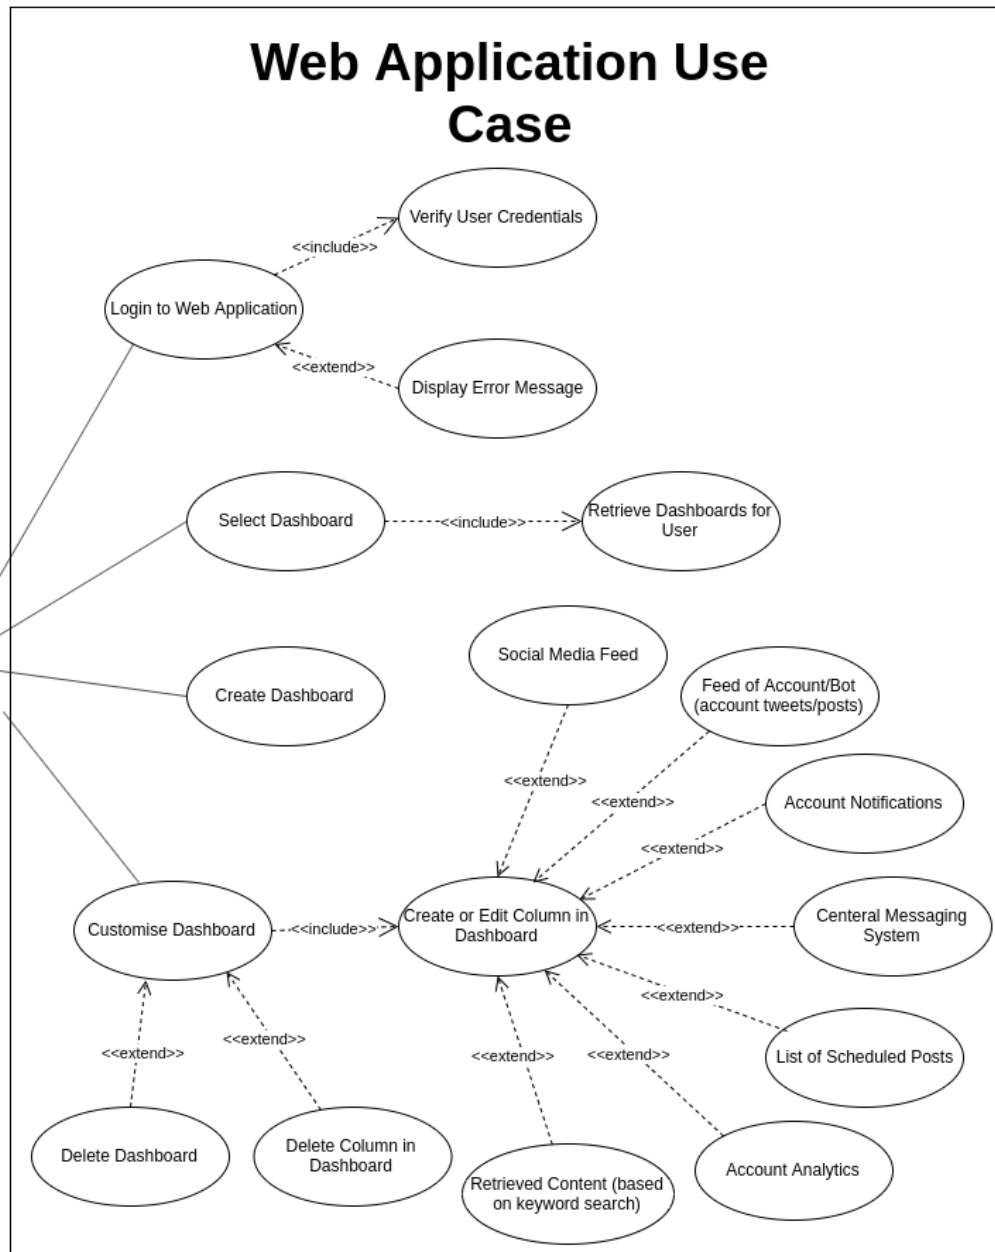 Web Application Use
Case
Verify User Credentials
<<include>>
Login to Web Application
<<extend>>
Display Error Message
Select Dashboard
<<include>>
Retrieve Dashboards for
User
Social Media Feed
Feed of Account/Bot
(account tweets/posts)
Create Dashboard
<<extend>>
<<extend>>
Account Notifications
<<extend>>
Customise Dashboard
<<include>>
Create or Edit Column in
Dashboard
<<extend>>
Centeral Messaging
System
<<extend>>
<<extend>>
<<extend>>
<<extend>>
<<extend>>
List of Scheduled Posts
Delete Dashboard
Delete Column in
Dashboard
Retrieved Content (based
on keyword search)
Account Analytics